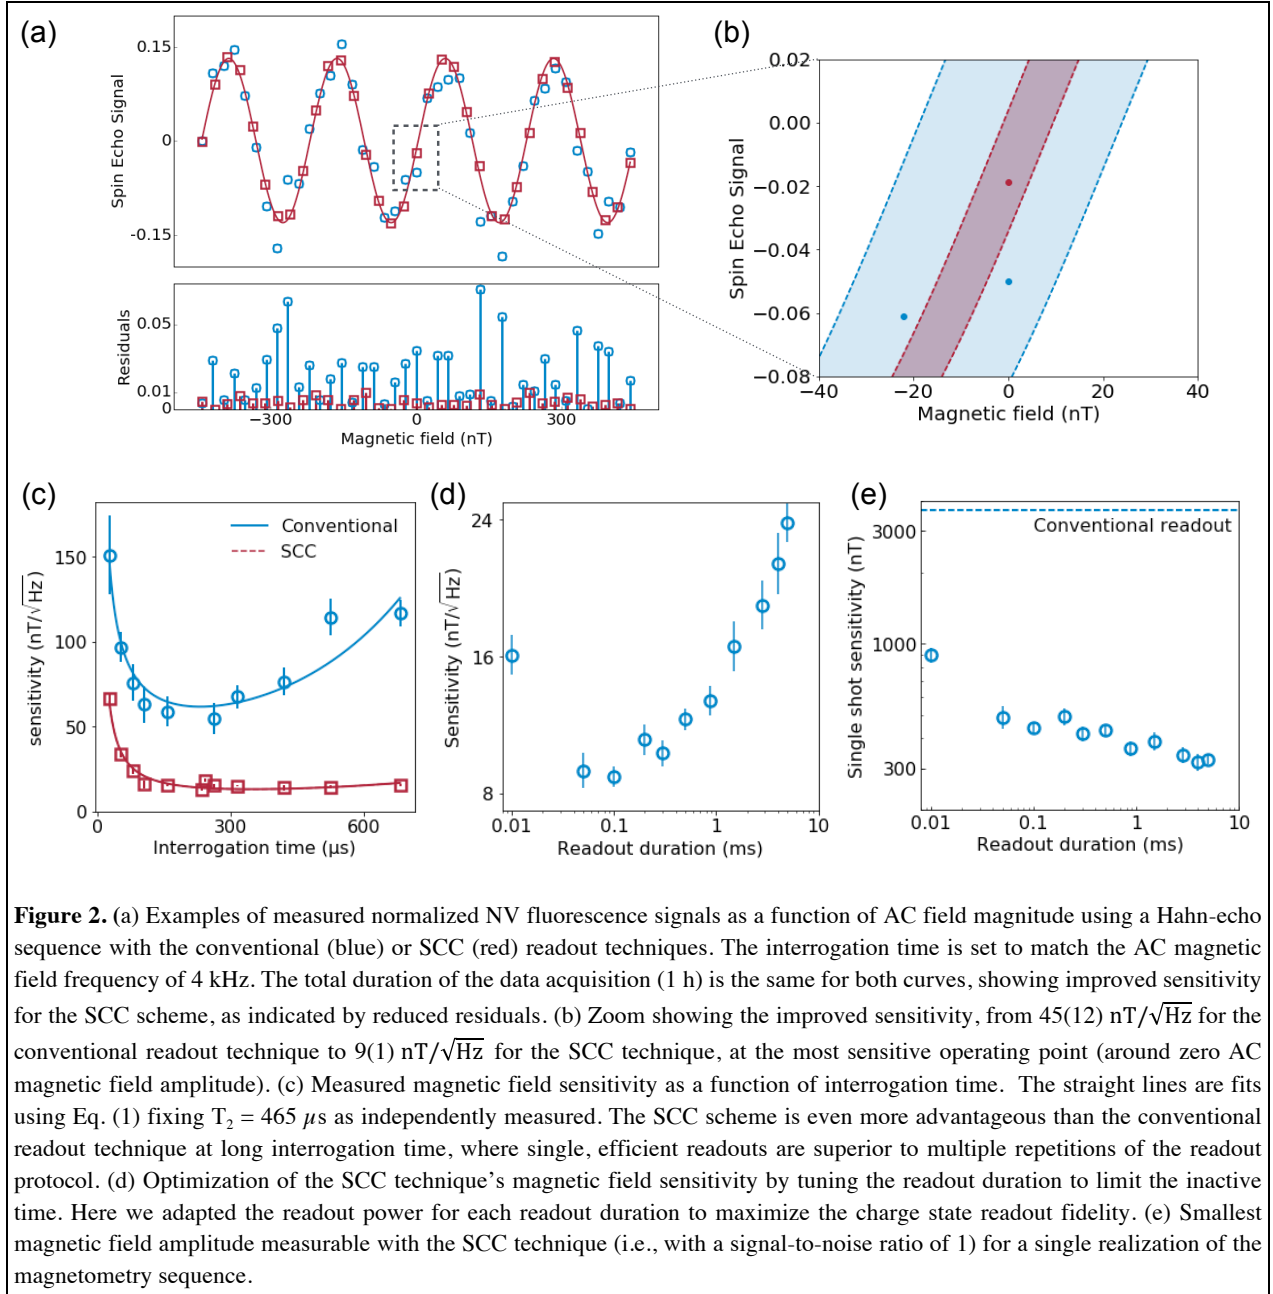 (a)
0.15
0
-0.15
Spin Echo Signal
0.05
0.01
0
Residuals
−300
0
300
Magnetic field (nT)
(b)
0.02
0.00
−0.02
−0.04
−0.06
−0.08
Spin Echo Signal
−40
−20
0
20
40
Magnetic field (nT)
(c)
Conventional
SCC
150
100
50
0
sensitivity (nT/√Hz)
0
300
600
Interrogation time (μs)
(d)
24
16
8
Sensitivity (nT/√Hz)
0.01
0.1
1
10
Readout duration (ms)
(e)
Conventional readout
3000
1000
300
Single shot sensitivity (nT)
0.01
0.1
1
10
Readout duration (ms)
Figure 2. (a) Examples of measured normalized NV fluorescence signals as a function of AC field magnitude using a Hahn-echo
sequence with the conventional (blue) or SCC (red) readout techniques. The interrogation time is set to match the AC magnetic
field frequency of 4 kHz. The total duration of the data acquisition (1 h) is the same for both curves, showing improved sensitivity
for the SCC scheme, as indicated by reduced residuals. (b) Zoom showing the improved sensitivity, from 45(12) nT/√Hz for the
conventional readout technique to 9(1) nT/√Hz for the SCC technique, at the most sensitive operating point (around zero AC
magnetic field amplitude). (c) Measured magnetic field sensitivity as a function of interrogation time. The straight lines are fits
using Eq. (1) fixing T₂ = 465 μs as independently measured. The SCC scheme is even more advantageous than the conventional
readout technique at long interrogation time, where single, efficient readouts are superior to multiple repetitions of the readout
protocol. (d) Optimization of the SCC technique's magnetic field sensitivity by tuning the readout duration to limit the inactive
time. Here we adapted the readout power for each readout duration to maximize the charge state readout fidelity. (e) Smallest
magnetic field amplitude measurable with the SCC technique (i.e., with a signal-to-noise ratio of 1) for a single realization of the
magnetometry sequence.